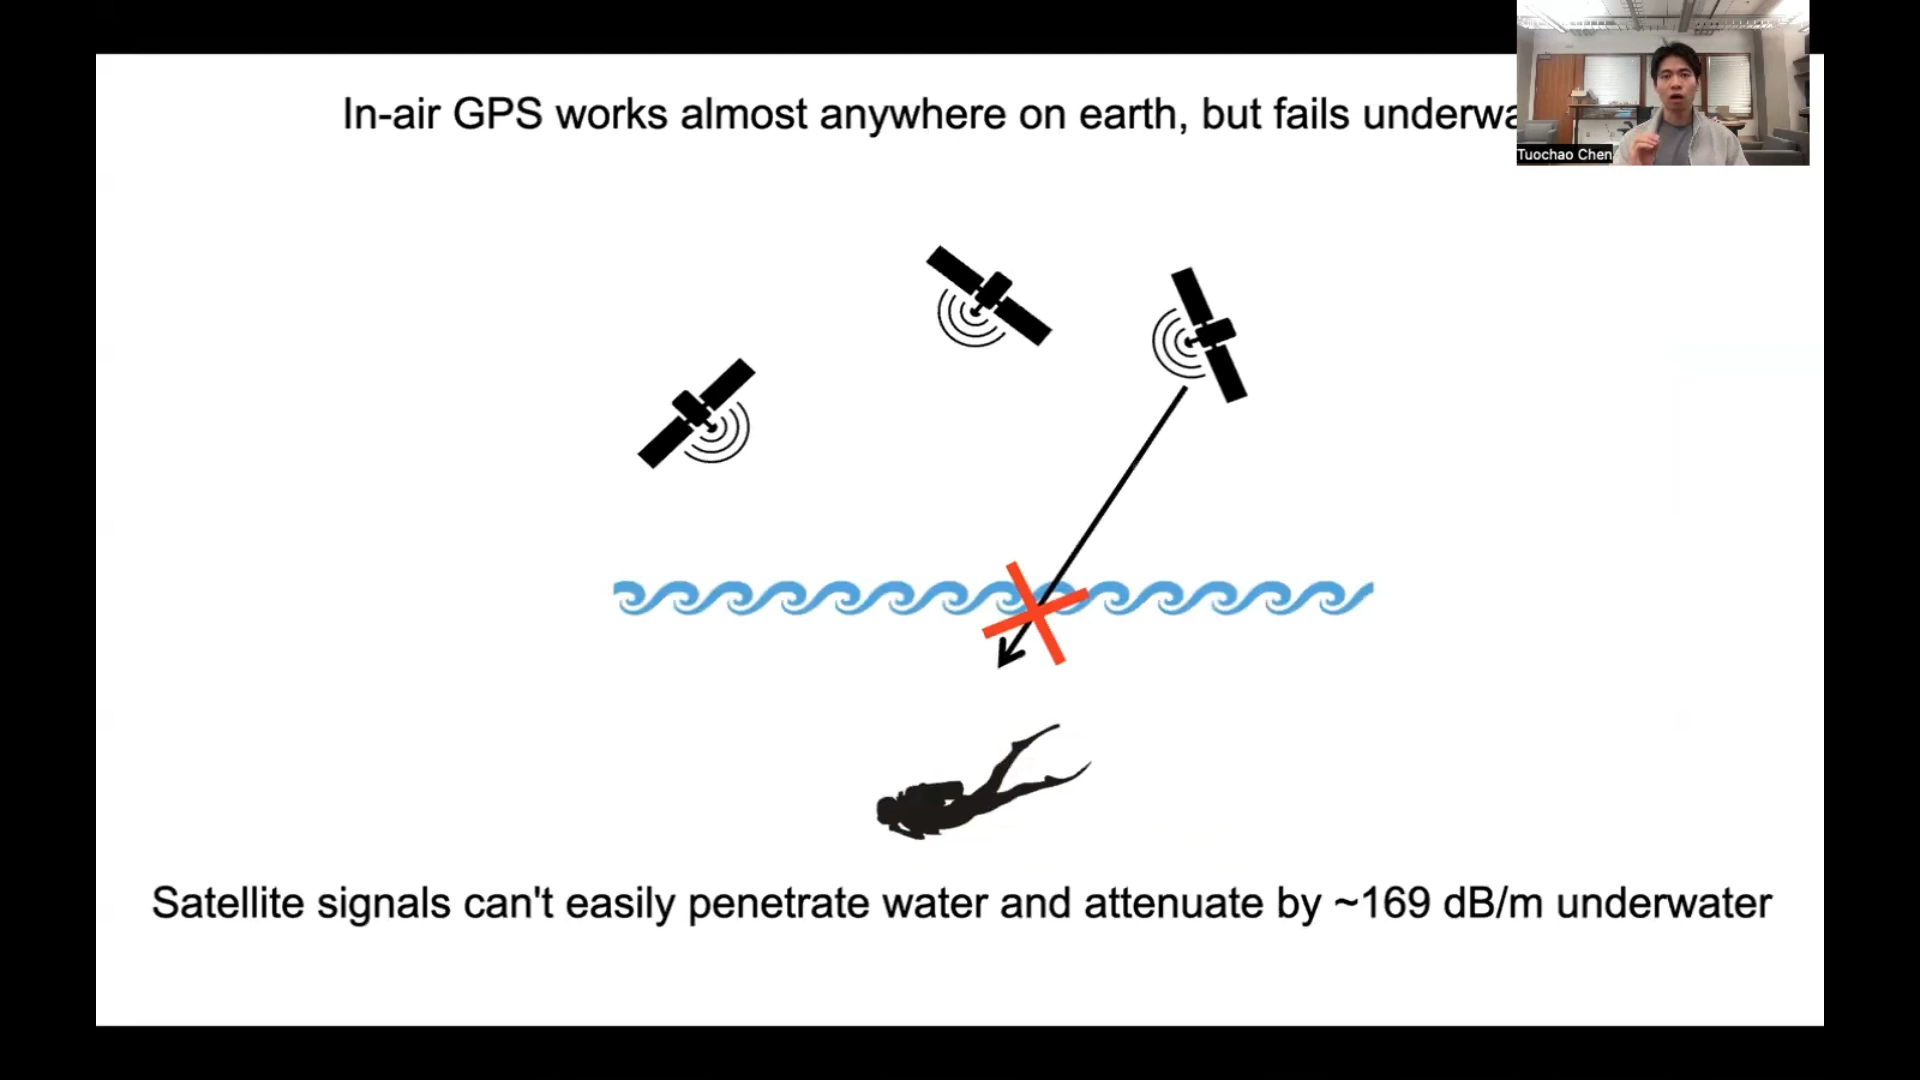 In-air GPS works almost anywhere on earth, but fails
Tuochao Chen
Satellite signals can't easily penetrate water and attenuate by ~169 dB/m underwater